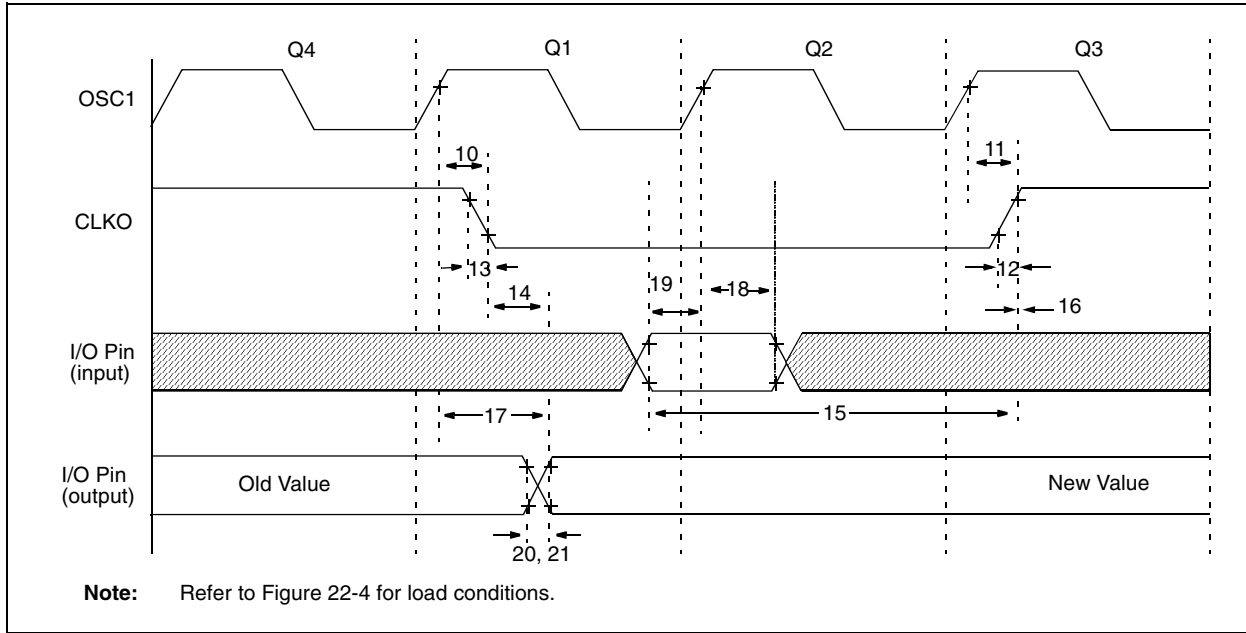 Q4 Q1 Q2 Q3
OSC1
10 11
CLKO
13 12
14 19 18 16
I/O Pin
(input)
17 15
I/O Pin
(output)
Old Value New Value
20, 21
Note: Refer to Figure 22-4 for load conditions.